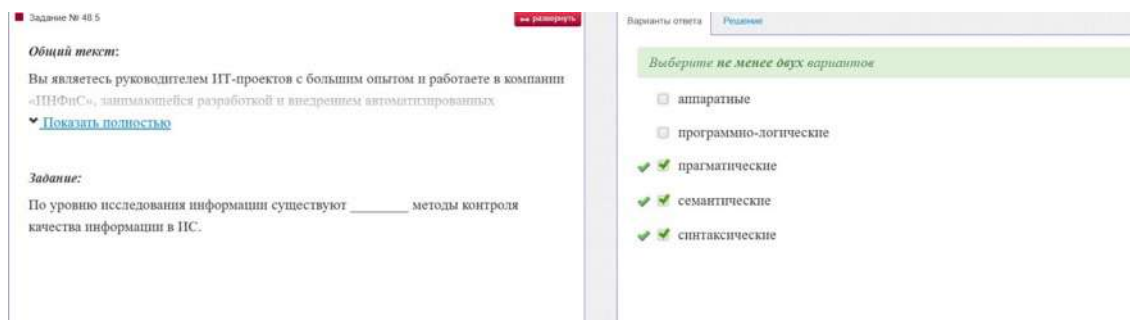 Задание № 48.5
развернуть
Общий текст:
Вы являетесь руководителем ИТ-проектов с большим опытом и работаете в компании
«ИНФиС», занимающейся разработкой и внедрением автоматизированных
Показать полностью
Задание:
По уровню исследования информации существуют ________ методы контроля
качества информации в ИС.
Варианты ответа
Решение
Выберите не менее двух вариантов
аппаратные
программно-логические
прагматические
семантические
синтаксические